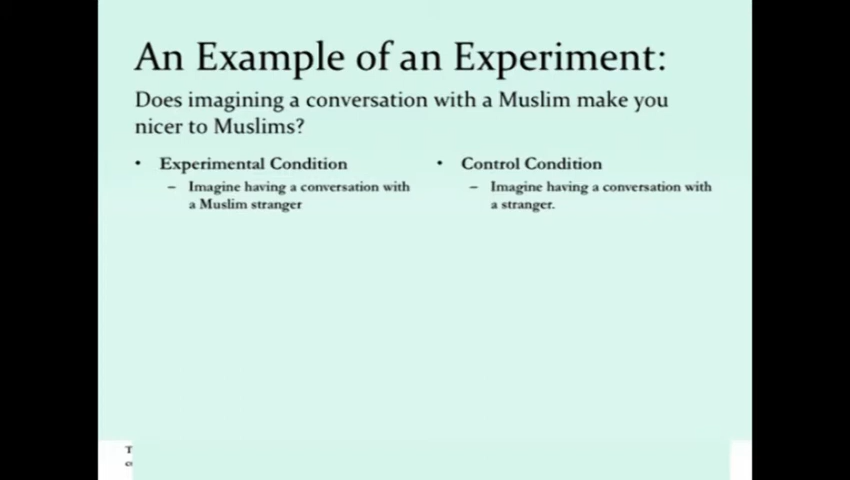 An Example of an Experiment:
Does imagining a conversation with a Muslim make you
nicer to Muslims?
• Experimental Condition
– Imagine having a conversation with
a Muslim stranger
• Control Condition
– Imagine having a conversation with
a stranger.